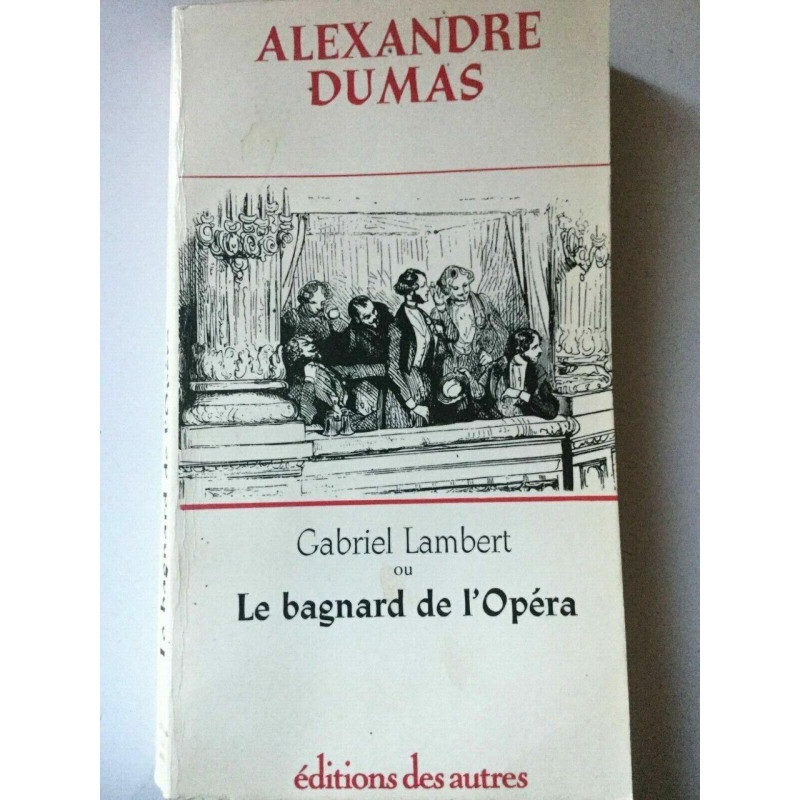 ALEXANDRE
DUMAS
Gabriel Lambert
ou
Le bagnard de l'Opéra
éditions des autres